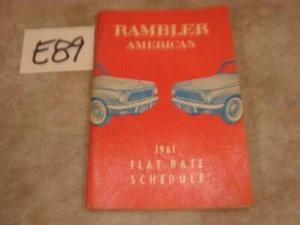 E89
RAMBLER
AMERICAN
1961
FLAT RATE
SCHEDULE